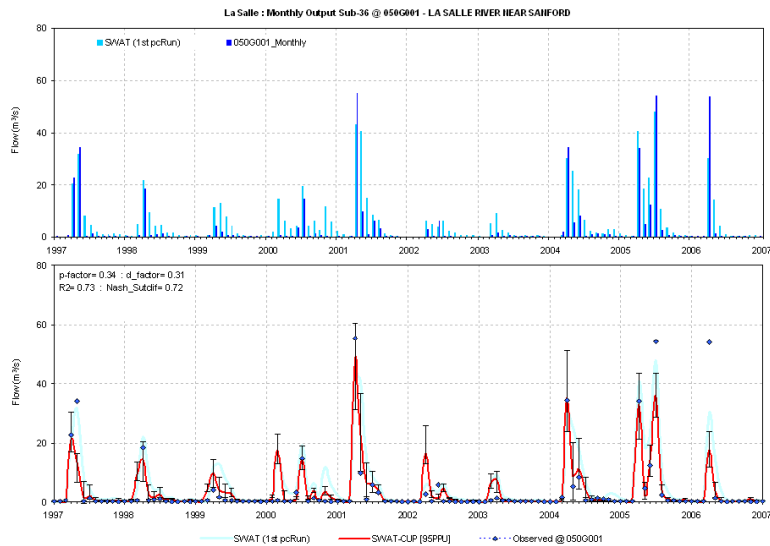 La Salle : Monthly Output Sub-36 @ 050G001 - LA SALLE RIVER NEAR SANFORD
80
SWAT (1st pcRun) 050G001_Monthly
60
Flow (m³/s)
40
20
0
1997 1998 1999 2000 2001 2002 2003 2004 2005 2006 2007
80
p-factor= 0.34 : d_factor= 0.31
R2= 0.73 : Nash_Sutclif= 0.72
60
Flow (m³/s)
40
20
0
1997 1998 1999 2000 2001 2002 2003 2004 2005 2006 2007
SWAT (1st pcRun) SWAT-CUP [95PPU] Observed @ 050G001